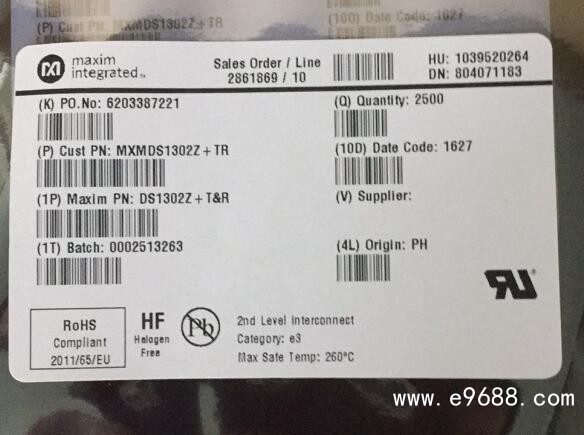 (P) Cust PN: MXMDS1302Z+TR
(10D) Date Code: 1627
maxim
integrated™
Sales Order / Line
2861869 / 10
HU: 1039520264
DN: 804071183
(K) PO.No: 6203387221
(Q) Quantity: 2500
(P) Cust PN: MXMDS1302Z+TR
(10D) Date Code: 1627
(1P) Maxim PN: DS1302Z+T&R
(V) Supplier:
(1T) Batch: 0002513263
(4L) Origin: PH
RoHS
Compliant
2011/65/EU
HF
Halogen
Free
Pb
2nd Level Interconnect
Category: e3
Max Safe Temp: 260ºC
www.e9688.com